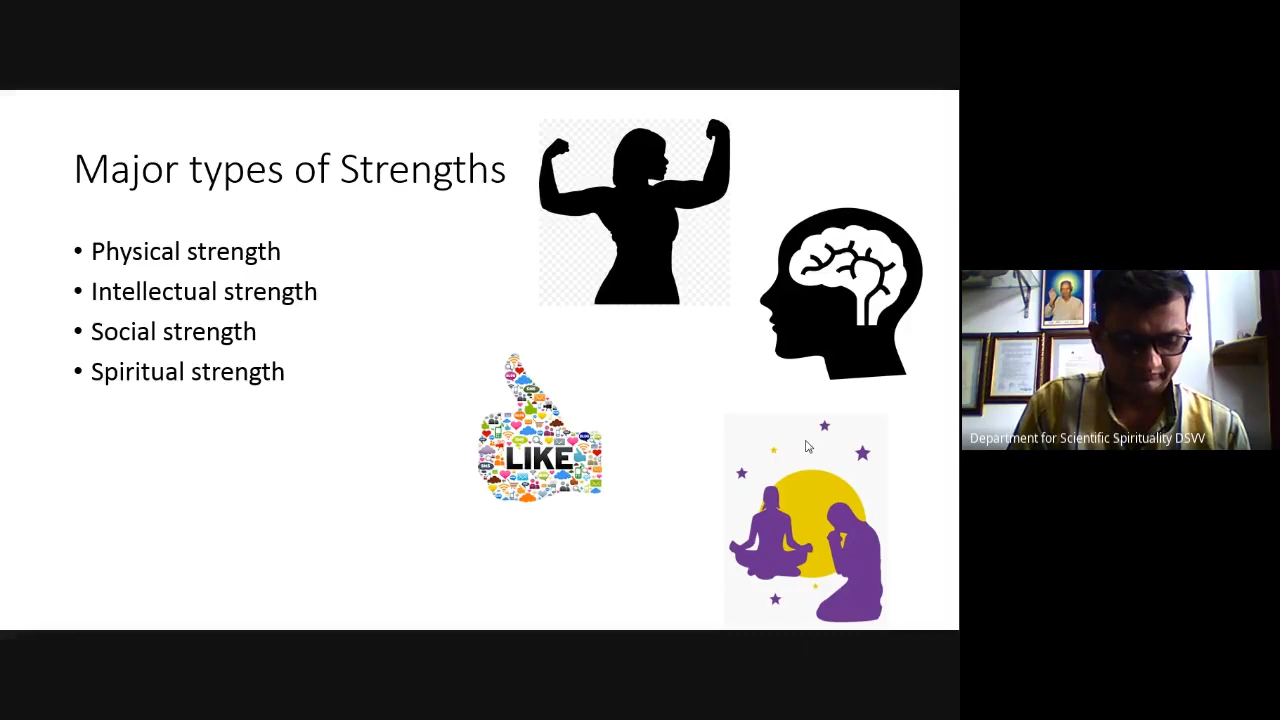 Major types of Strengths
• Physical strength
• Intellectual strength
• Social strength
• Spiritual strength
LIKE
Department for Scientific Spirituality DSVV